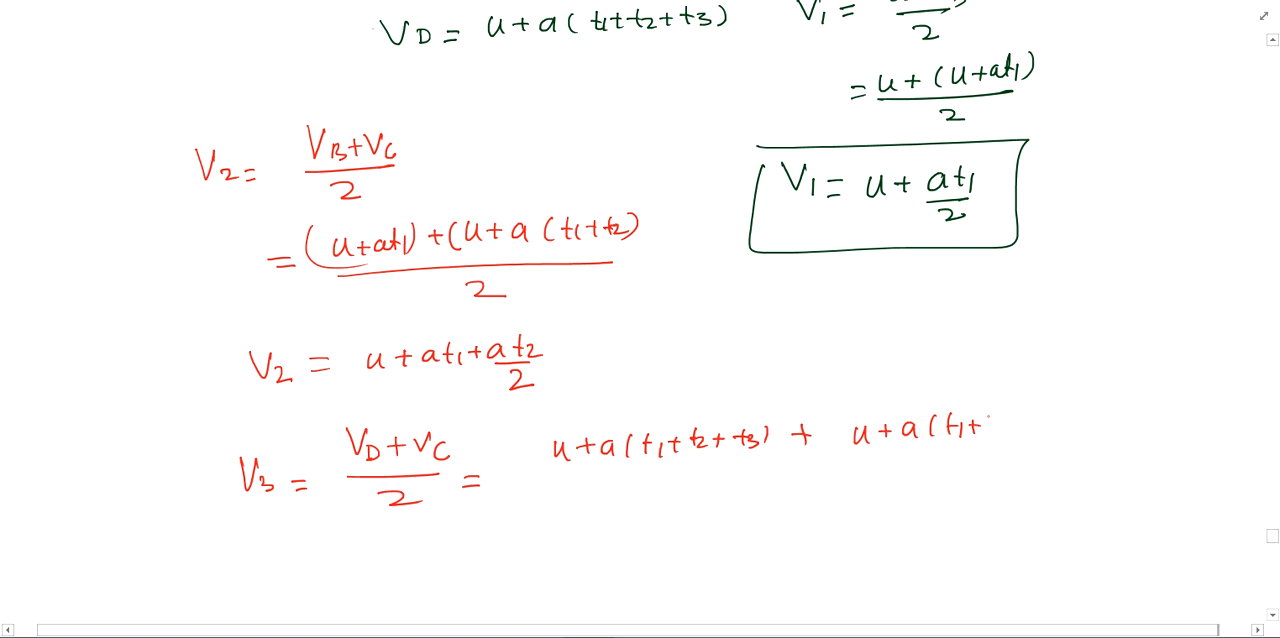 VD = u + a ( t1 + t2 + t3 )
V1 =
2
= u + ( u + at1 )
2
V1 = u + at1
2
V2 = VB + VC
2
= ( u + at1 ) + ( u + a ( t1 + t2 )
2
V2 = u + at1 + at2
2
V3 = VD + VC
2
= u + a ( t1 + t2 + t3 ) + u + a ( t1 +